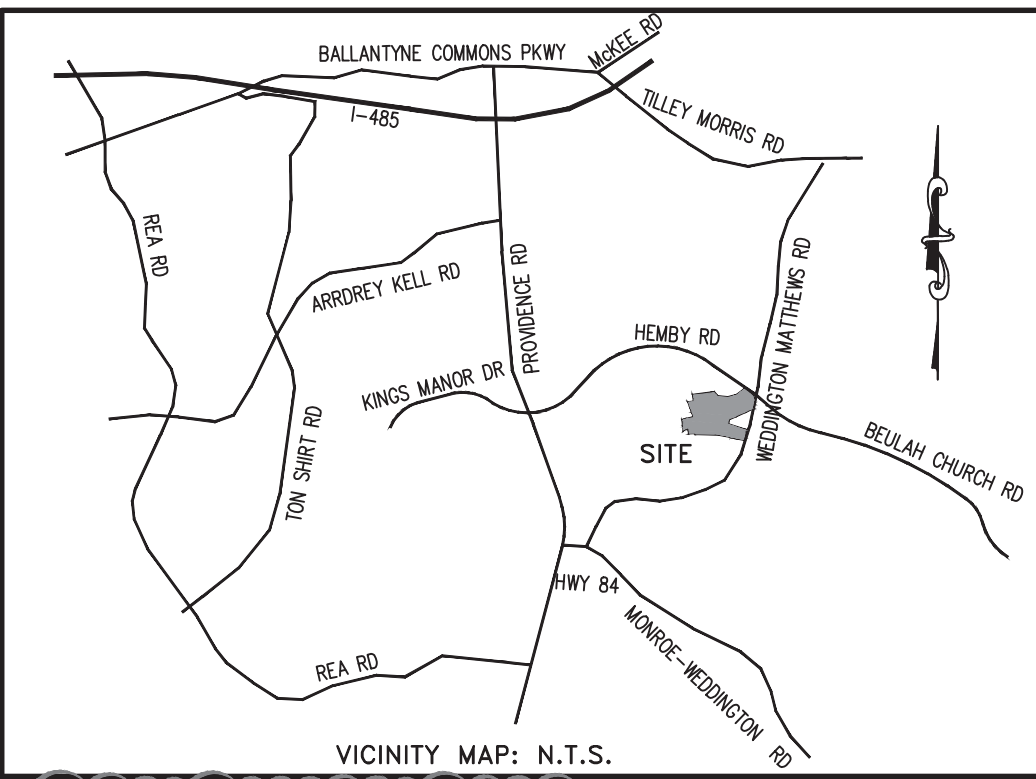 BALLANTYNE COMMONS PKWY
McKEE RD
I-485
TILLEY MORRIS RD
REA RD
ARRDREY KELL RD
PROVIDENCE RD
WEDDINGTON MATTHEWS RD
HEMBY RD
KINGS MANOR DR
TON SHIRT RD
SITE
BEULAH CHURCH RD
HWY 84
MONROE-WEDDINGTON RD
REA RD
VICINITY MAP: N.T.S.